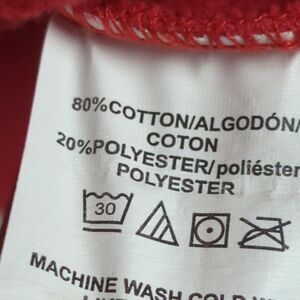 80%COTTON/ALGODÓN/
COTON
20%POLYESTER/poliéster
POLYESTER
30
MACHINE WASH COLD